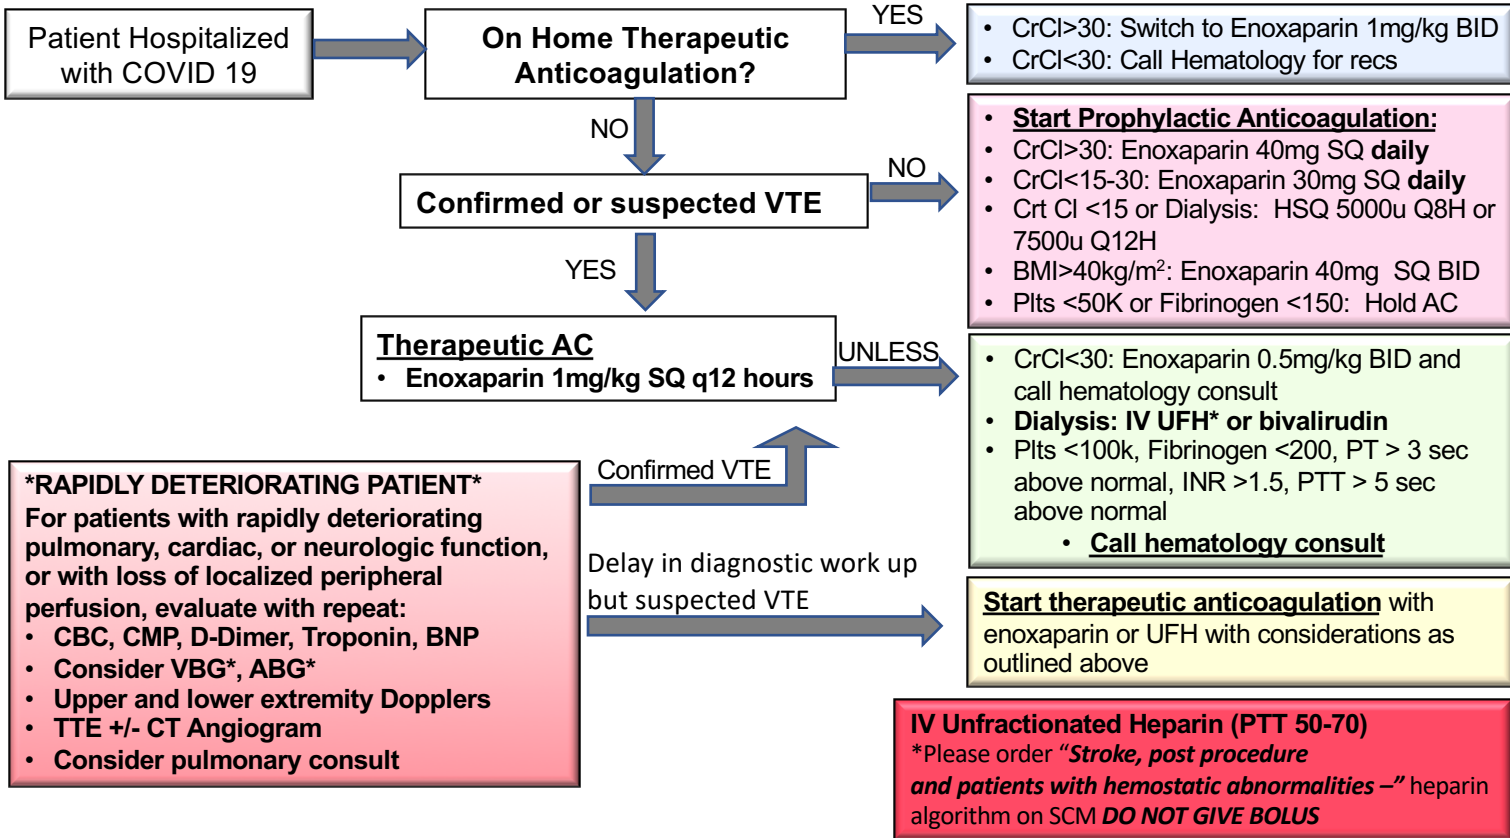 Patient Hospitalized
with COVID 19
On Home Therapeutic
Anticoagulation?
YES
• CrCl>30: Switch to Enoxaparin 1mg/kg BID
• CrCl<30: Call Hematology for recs
NO
Confirmed or suspected VTE
NO
• Start Prophylactic Anticoagulation:
• CrCl>30: Enoxaparin 40mg SQ daily
• CrCl<15-30: Enoxaparin 30mg SQ daily
• Crt Cl <15 or Dialysis: HSQ 5000u Q8H or
7500u Q12H
• BMI>40kg/m²: Enoxaparin 40mg SQ BID
• Plts <50K or Fibrinogen <150: Hold AC
YES
Therapeutic AC
• Enoxaparin 1mg/kg SQ q12 hours
UNLESS
• CrCl<30: Enoxaparin 0.5mg/kg BID and
call hematology consult
• Dialysis: IV UFH* or bivalirudin
• Plts <100k, Fibrinogen <200, PT > 3 sec
above normal, INR >1.5, PTT > 5 sec
above normal
• Call hematology consult
*RAPIDLY DETERIORATING PATIENT*
For patients with rapidly deteriorating
pulmonary, cardiac, or neurologic function,
or with loss of localized peripheral
perfusion, evaluate with repeat:
• CBC, CMP, D-Dimer, Troponin, BNP
• Consider VBG*, ABG*
• Upper and lower extremity Dopplers
• TTE +/- CT Angiogram
• Consider pulmonary consult
Confirmed VTE
Delay in diagnostic work up
but suspected VTE
Start therapeutic anticoagulation with
enoxaparin or UFH with considerations as
outlined above
IV Unfractionated Heparin (PTT 50-70)
*Please order “Stroke, post procedure
and patients with hemostatic abnormalities –” heparin
algorithm on SCM DO NOT GIVE BOLUS